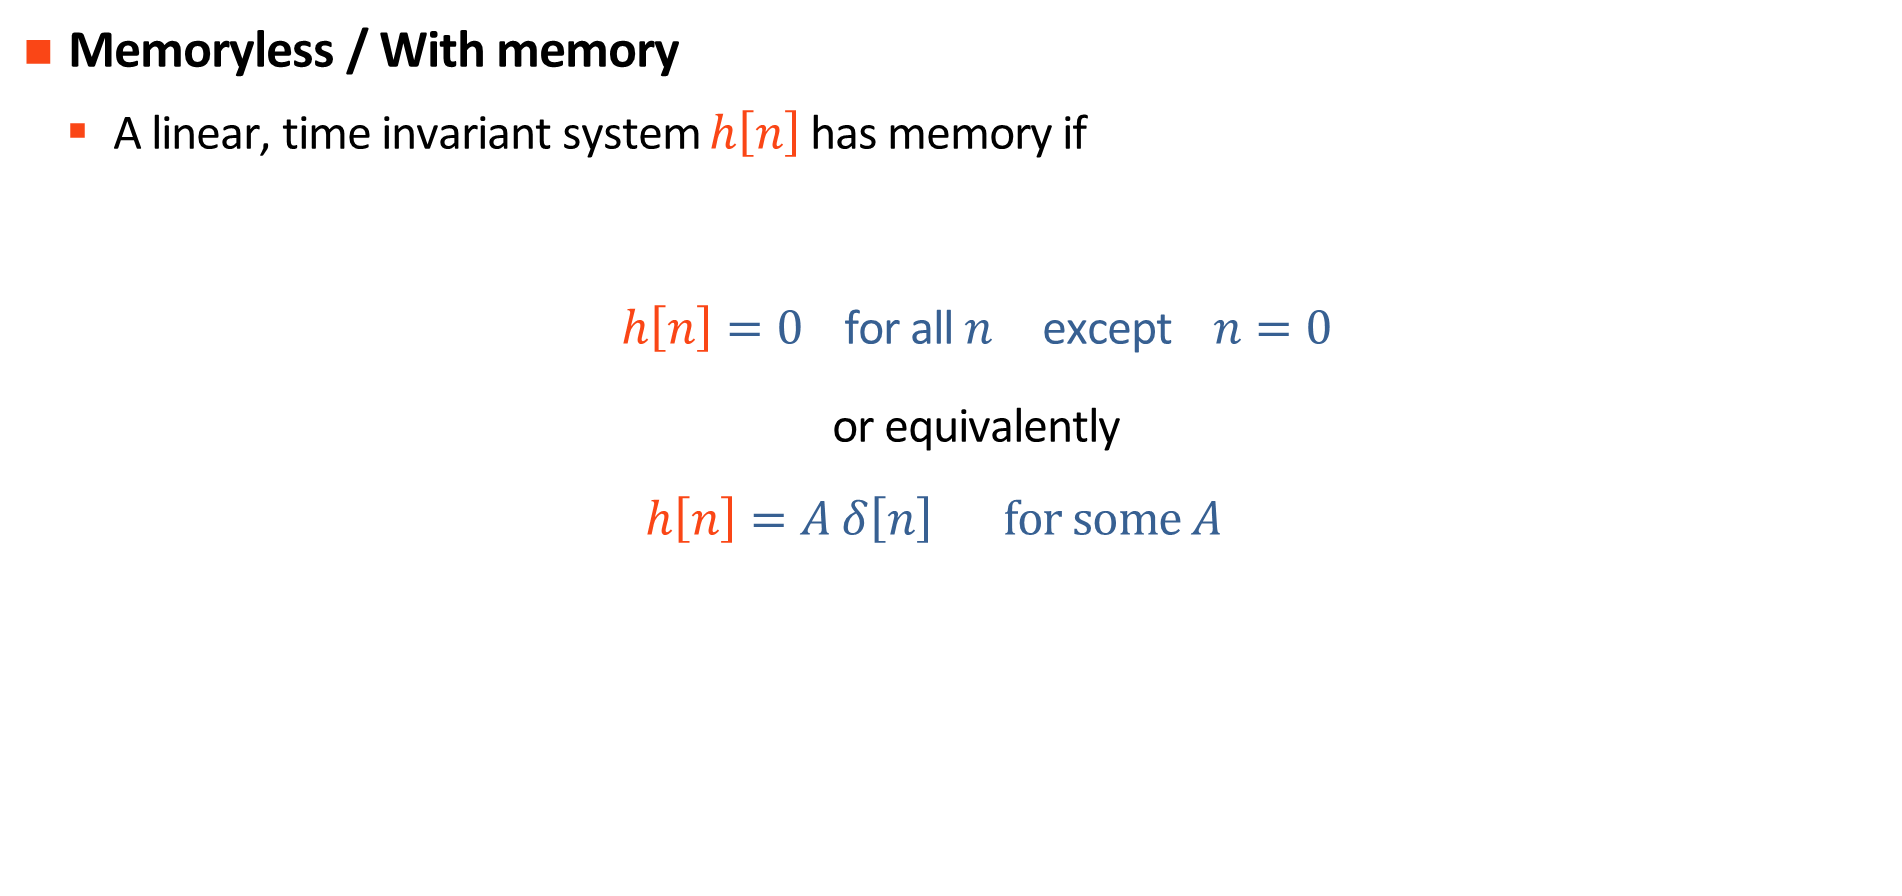 Memoryless / With memory
A linear, time invariant system h[n] has memory if
h[n] = 0 for all n except n = 0
or equivalently
h[n] = A δ[n] for some A